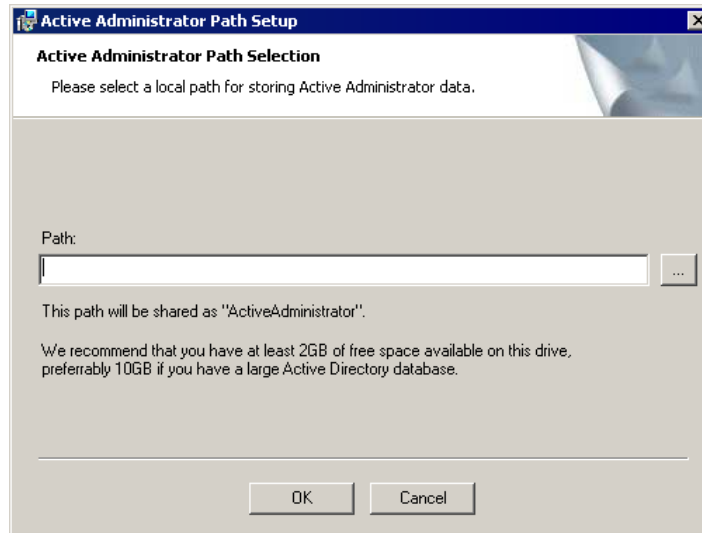 Active Administrator Path Setup
Active Administrator Path Selection
Please select a local path for storing Active Administrator data.
Path:
...
This path will be shared as "ActiveAdministrator".
We recommend that you have at least 2GB of free space available on this drive,
preferrably 10GB if you have a large Active Directory database.
OK
Cancel